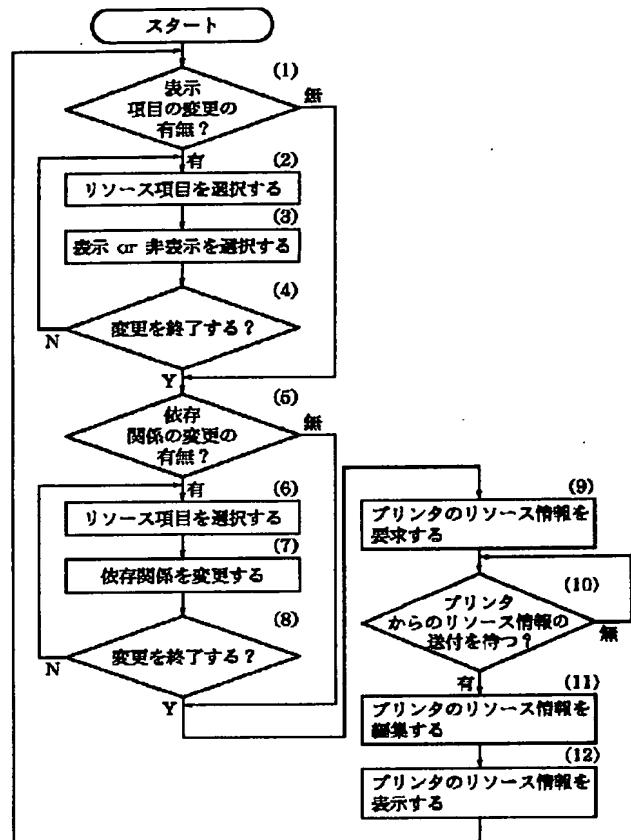 スタート
(1)
表示
項目の変更の
有無?
無
有
(2)
リソース項目を選択する
(3)
表示 or 非表示を選択する
(4)
変更を終了する?
N
Y
(5)
依存
関係の変更の
有無?
無
有
(6)
リソース項目を選択する
(7)
依存関係を変更する
(8)
変更を終了する?
N
Y
(9)
プリンタのリソース情報を
要求する
(10)
プリンタ
からのリソース情報の
送付を待つ?
無
有
(11)
プリンタのリソース情報を
編集する
(12)
プリンタのリソース情報を
表示する